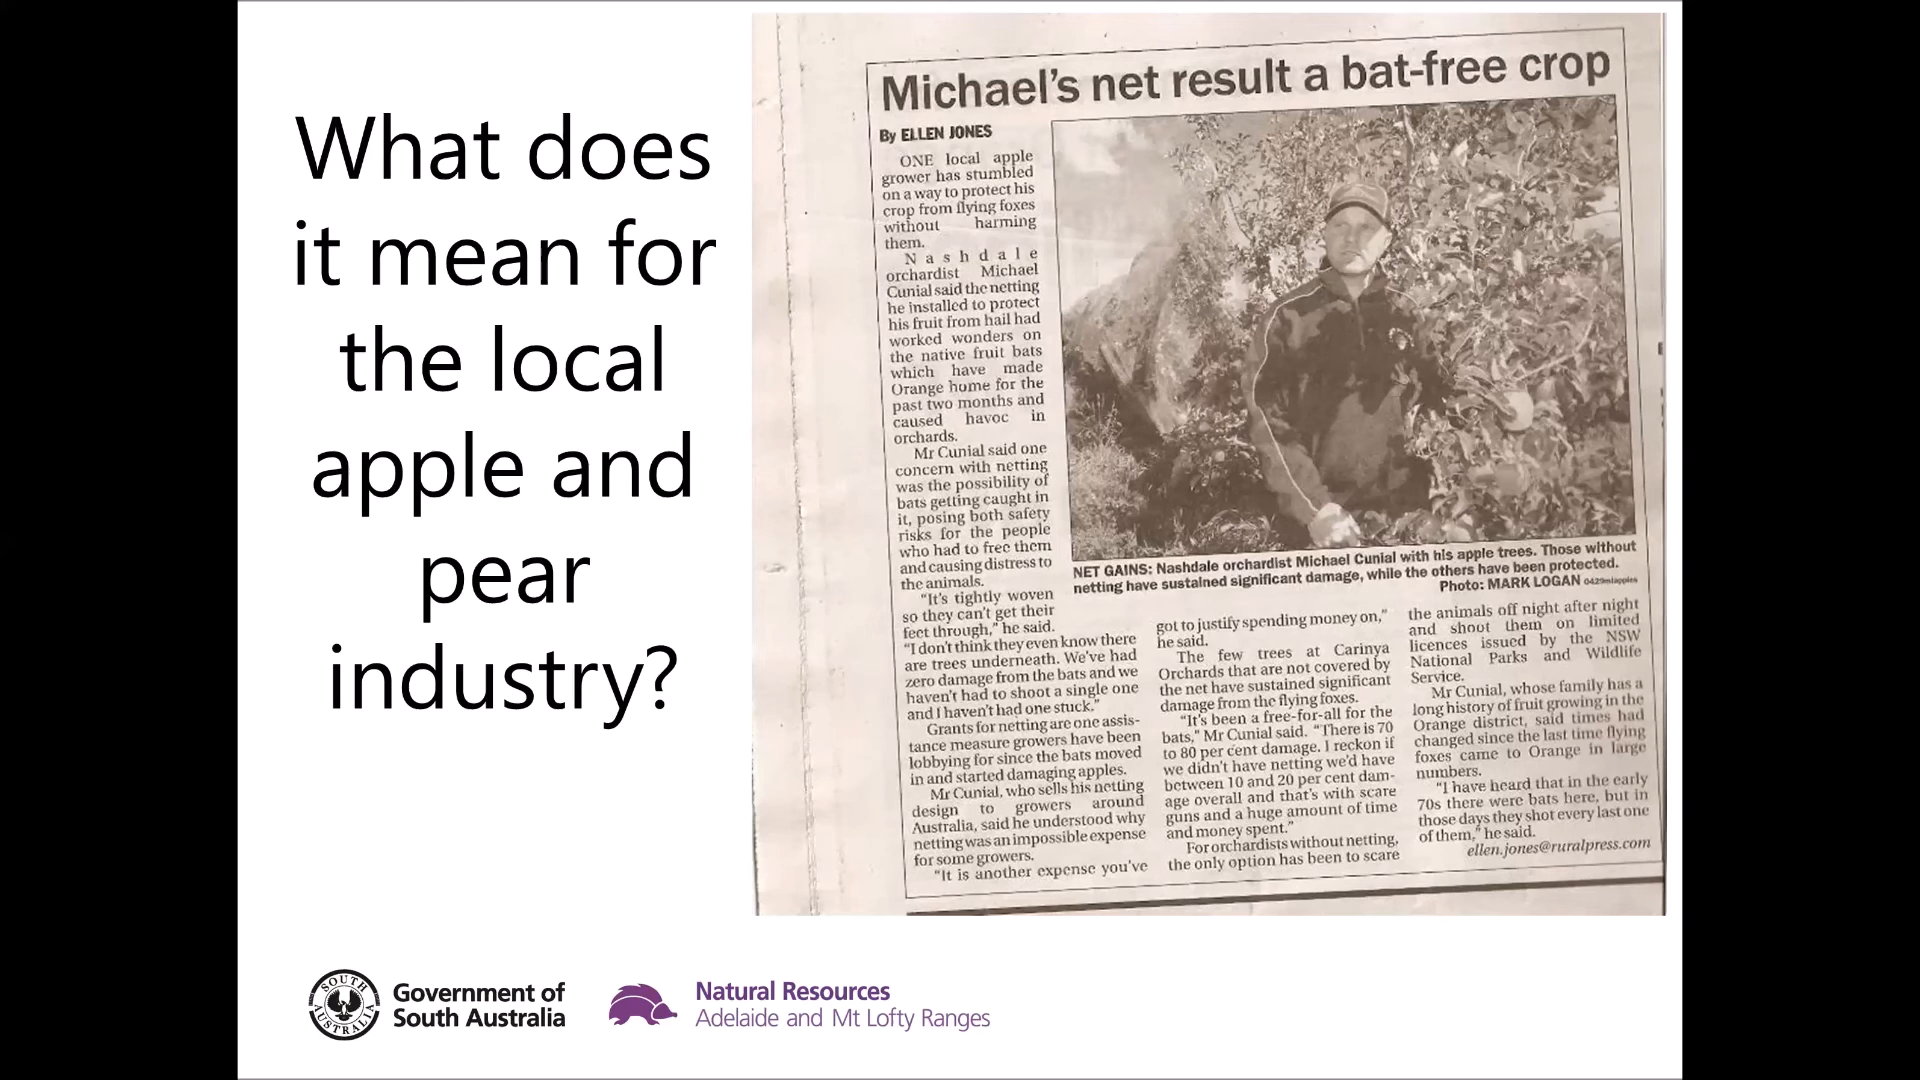 What does
it mean for
the local
apple and
pear
industry?
Michael's net result a bat-free crop
By ELLEN JONES
ONE local apple
grower has stumbled
on a way to protect his
crop from flying foxes
without harming
them.
Nashdale
orchardist Michael
Cunial said the netting
he installed to protect
his fruit from hail had
worked wonders on
the native fruit bats
which have made
Orange home for the
past two months and
caused havoc in
orchards.
Mr Cunial said one
concern with netting
was the possibility of
bats getting caught in
it, posing both safety
risks for the people
who had to free them
and causing distress to
the animals.
"It's tightly woven
so they can't get their
feet through," he said.
"I don't think they even know there
are trees underneath. We've had
zero damage from the bats and we
haven't had to shoot a single one
and I haven't had one stuck."
Grants for netting are one assis-
tance measure growers have been
lobbying for since the bats moved
in and started damaging apples.
Mr Cunial, who sells his netting
design to growers around
Australia, said he understood why
netting was an impossible expense
for some growers.
"It is another expense you've
NET GAINS: Nashdale orchardist Michael Cunial with his apple trees. Those without
netting have sustained significant damage, while the others have been protected.
Photo: MARK LOGAN 0429mlapples
got to justify spending money on,"
he said.
The few trees at Carinya
Orchards that are not covered by
the net have sustained significant
damage from the flying foxes.
"It's been a free-for-all for the
bats," Mr Cunial said. "There is 70
to 80 per cent damage. I reckon if
we didn't have netting we'd have
between 10 and 20 per cent dam-
age overall and that's with scare
guns and a huge amount of time
and money spent."
For orchardists without netting,
the only option has been to scare
the animals off night after night
and shoot them on limited
licences issued by the NSW
National Parks and Wildlife
Service.
Mr Cunial, whose family has a
long history of fruit growing in the
Orange district, said times had
changed since the last time flying
foxes came to Orange in large
numbers.
"I have heard that in the early
70s there were bats here, but in
those days they shot every last one
of them," he said.
ellen.jones@ruralpress.com
SOUTH AUSTRALIA
Government of
South Australia
Natural Resources
Adelaide and Mt Lofty Ranges